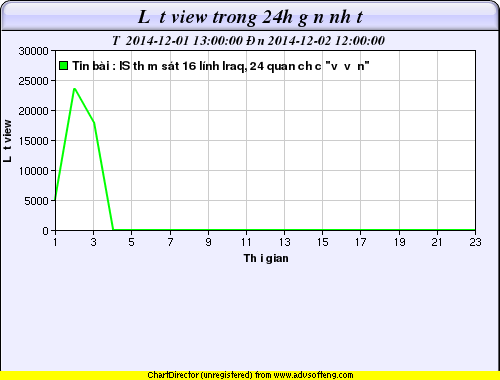 L t view trong 24h g n nh t
T 2014-12-01 13:00:00 Đ n 2014-12-02 12:00:00
30000
Tin bài : IS th m sát 16 lính Iraq, 24 quan ch c "v v n"
25000
20000
15000
10000
5000
0
L t view
1 3 5 7 9 11 13 15 17 19 21 23
Th i gian
ChartDirector (unregistered) from www.advsofteng.com